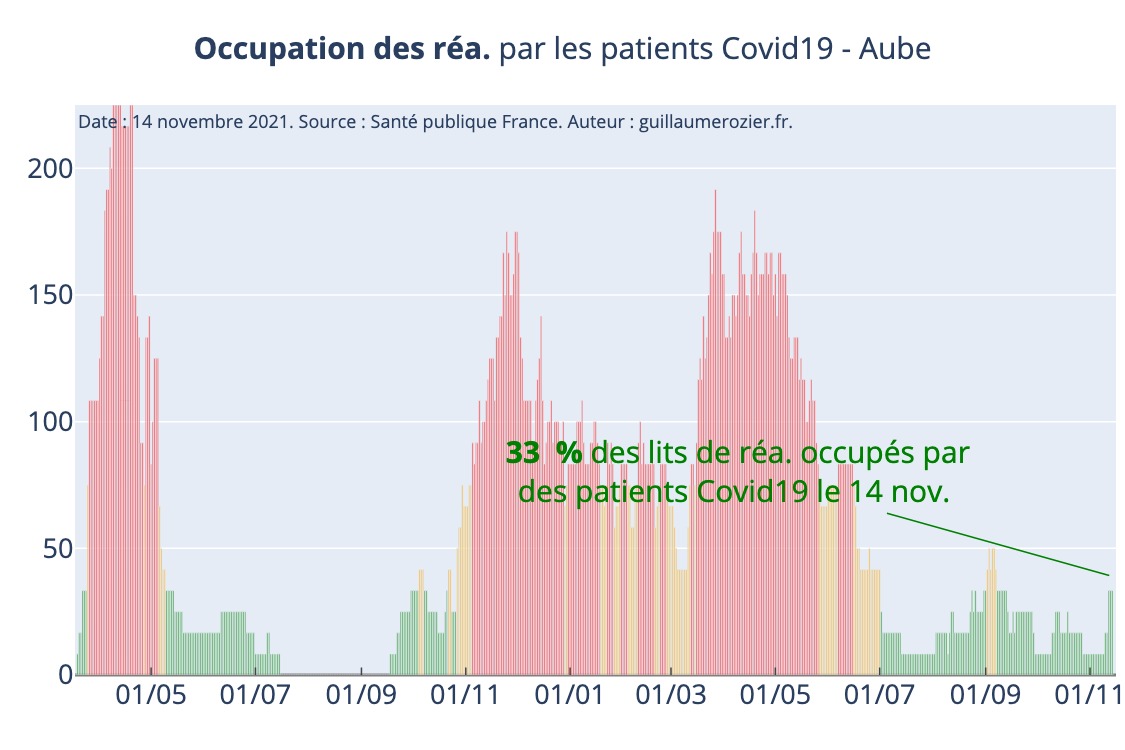 Occupation des réa. par les patients Covid19 - Aube
Date : 14 novembre 2021. Source : Santé publique France. Auteur : guillaumerozier.fr.
200
150
100
33 % des lits de réa. occupés par
des patients Covid19 le 14 nov.
50
0
01/05 01/07 01/09 01/11 01/01 01/03 01/05 01/07 01/09 01/11